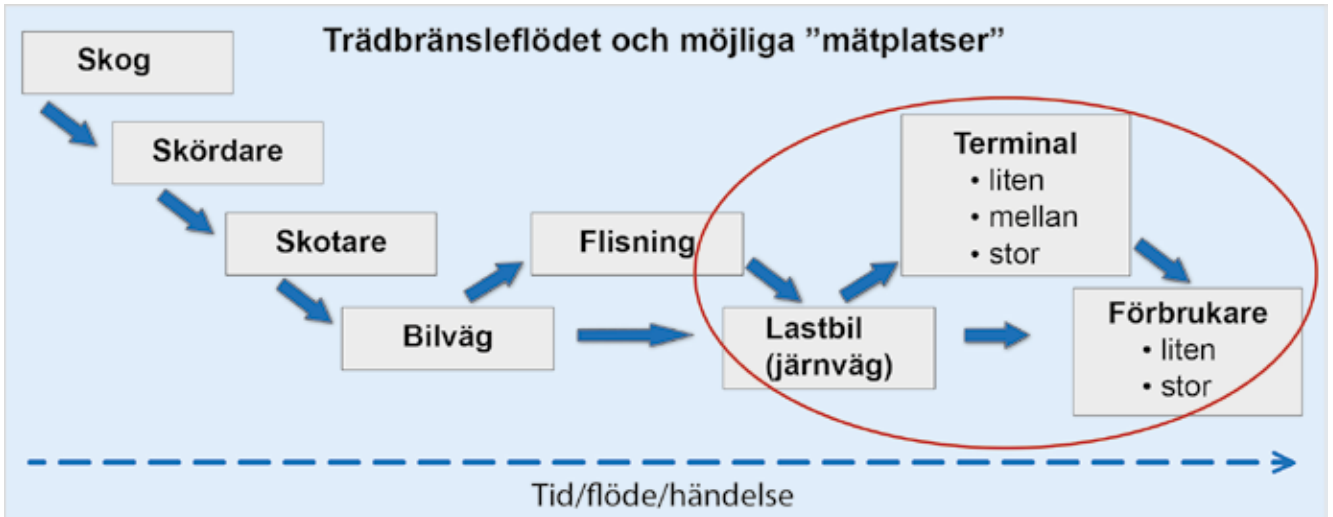 Trädbränsleflödet och möjliga ”mätplatser”
Skog
Skördare
Skotare
Bilväg
Flisning
Lastbil
(järnväg)
Terminal
• liten
• mellan
• stor
Förbrukare
• liten
• stor
Tid/flöde/händelse